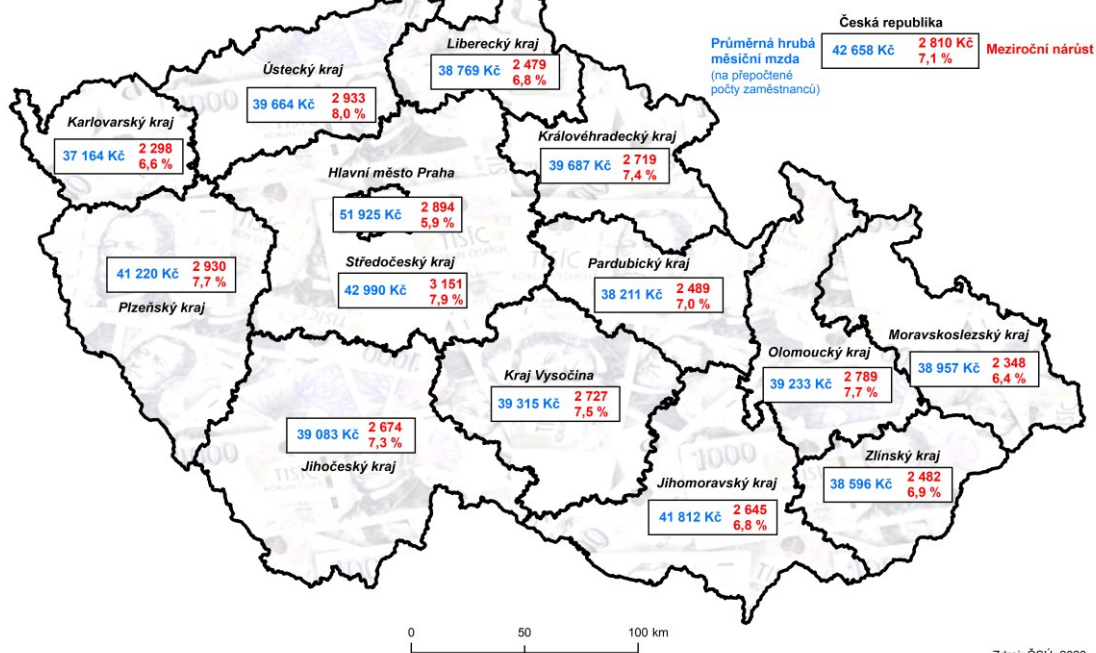 Česká republika
Průměrná hrubá
měsíční mzda
(na přepočtené
počty zaměstnanců)
42 658 Kč 2 810 Kč
7,1 %
Meziroční nárůst
Liberecký kraj
38 769 Kč 2 479
6,8 %
Ústecký kraj
39 664 Kč 2 933
8,0 %
Karlovarský kraj
37 164 Kč 2 298
6,6 %
Královéhradecký kraj
39 687 Kč 2 719
7,4 %
Hlavní město Praha
51 925 Kč 2 894
5,9 %
Středočeský kraj
42 990 Kč 3 151
7,9 %
41 220 Kč 2 930
7,7 %
Plzeňský kraj
Pardubický kraj
38 211 Kč 2 489
7,0 %
Moravskoslezský kraj
38 957 Kč 2 348
6,4 %
Olomoucký kraj
39 233 Kč 2 789
7,7 %
Kraj Vysočina
39 315 Kč 2 727
7,5 %
39 083 Kč 2 674
7,3 %
Jihočeský kraj
Zlínský kraj
38 596 Kč 2 482
6,9 %
Jihomoravský kraj
41 812 Kč 2 645
6,8 %
0 50 100 km